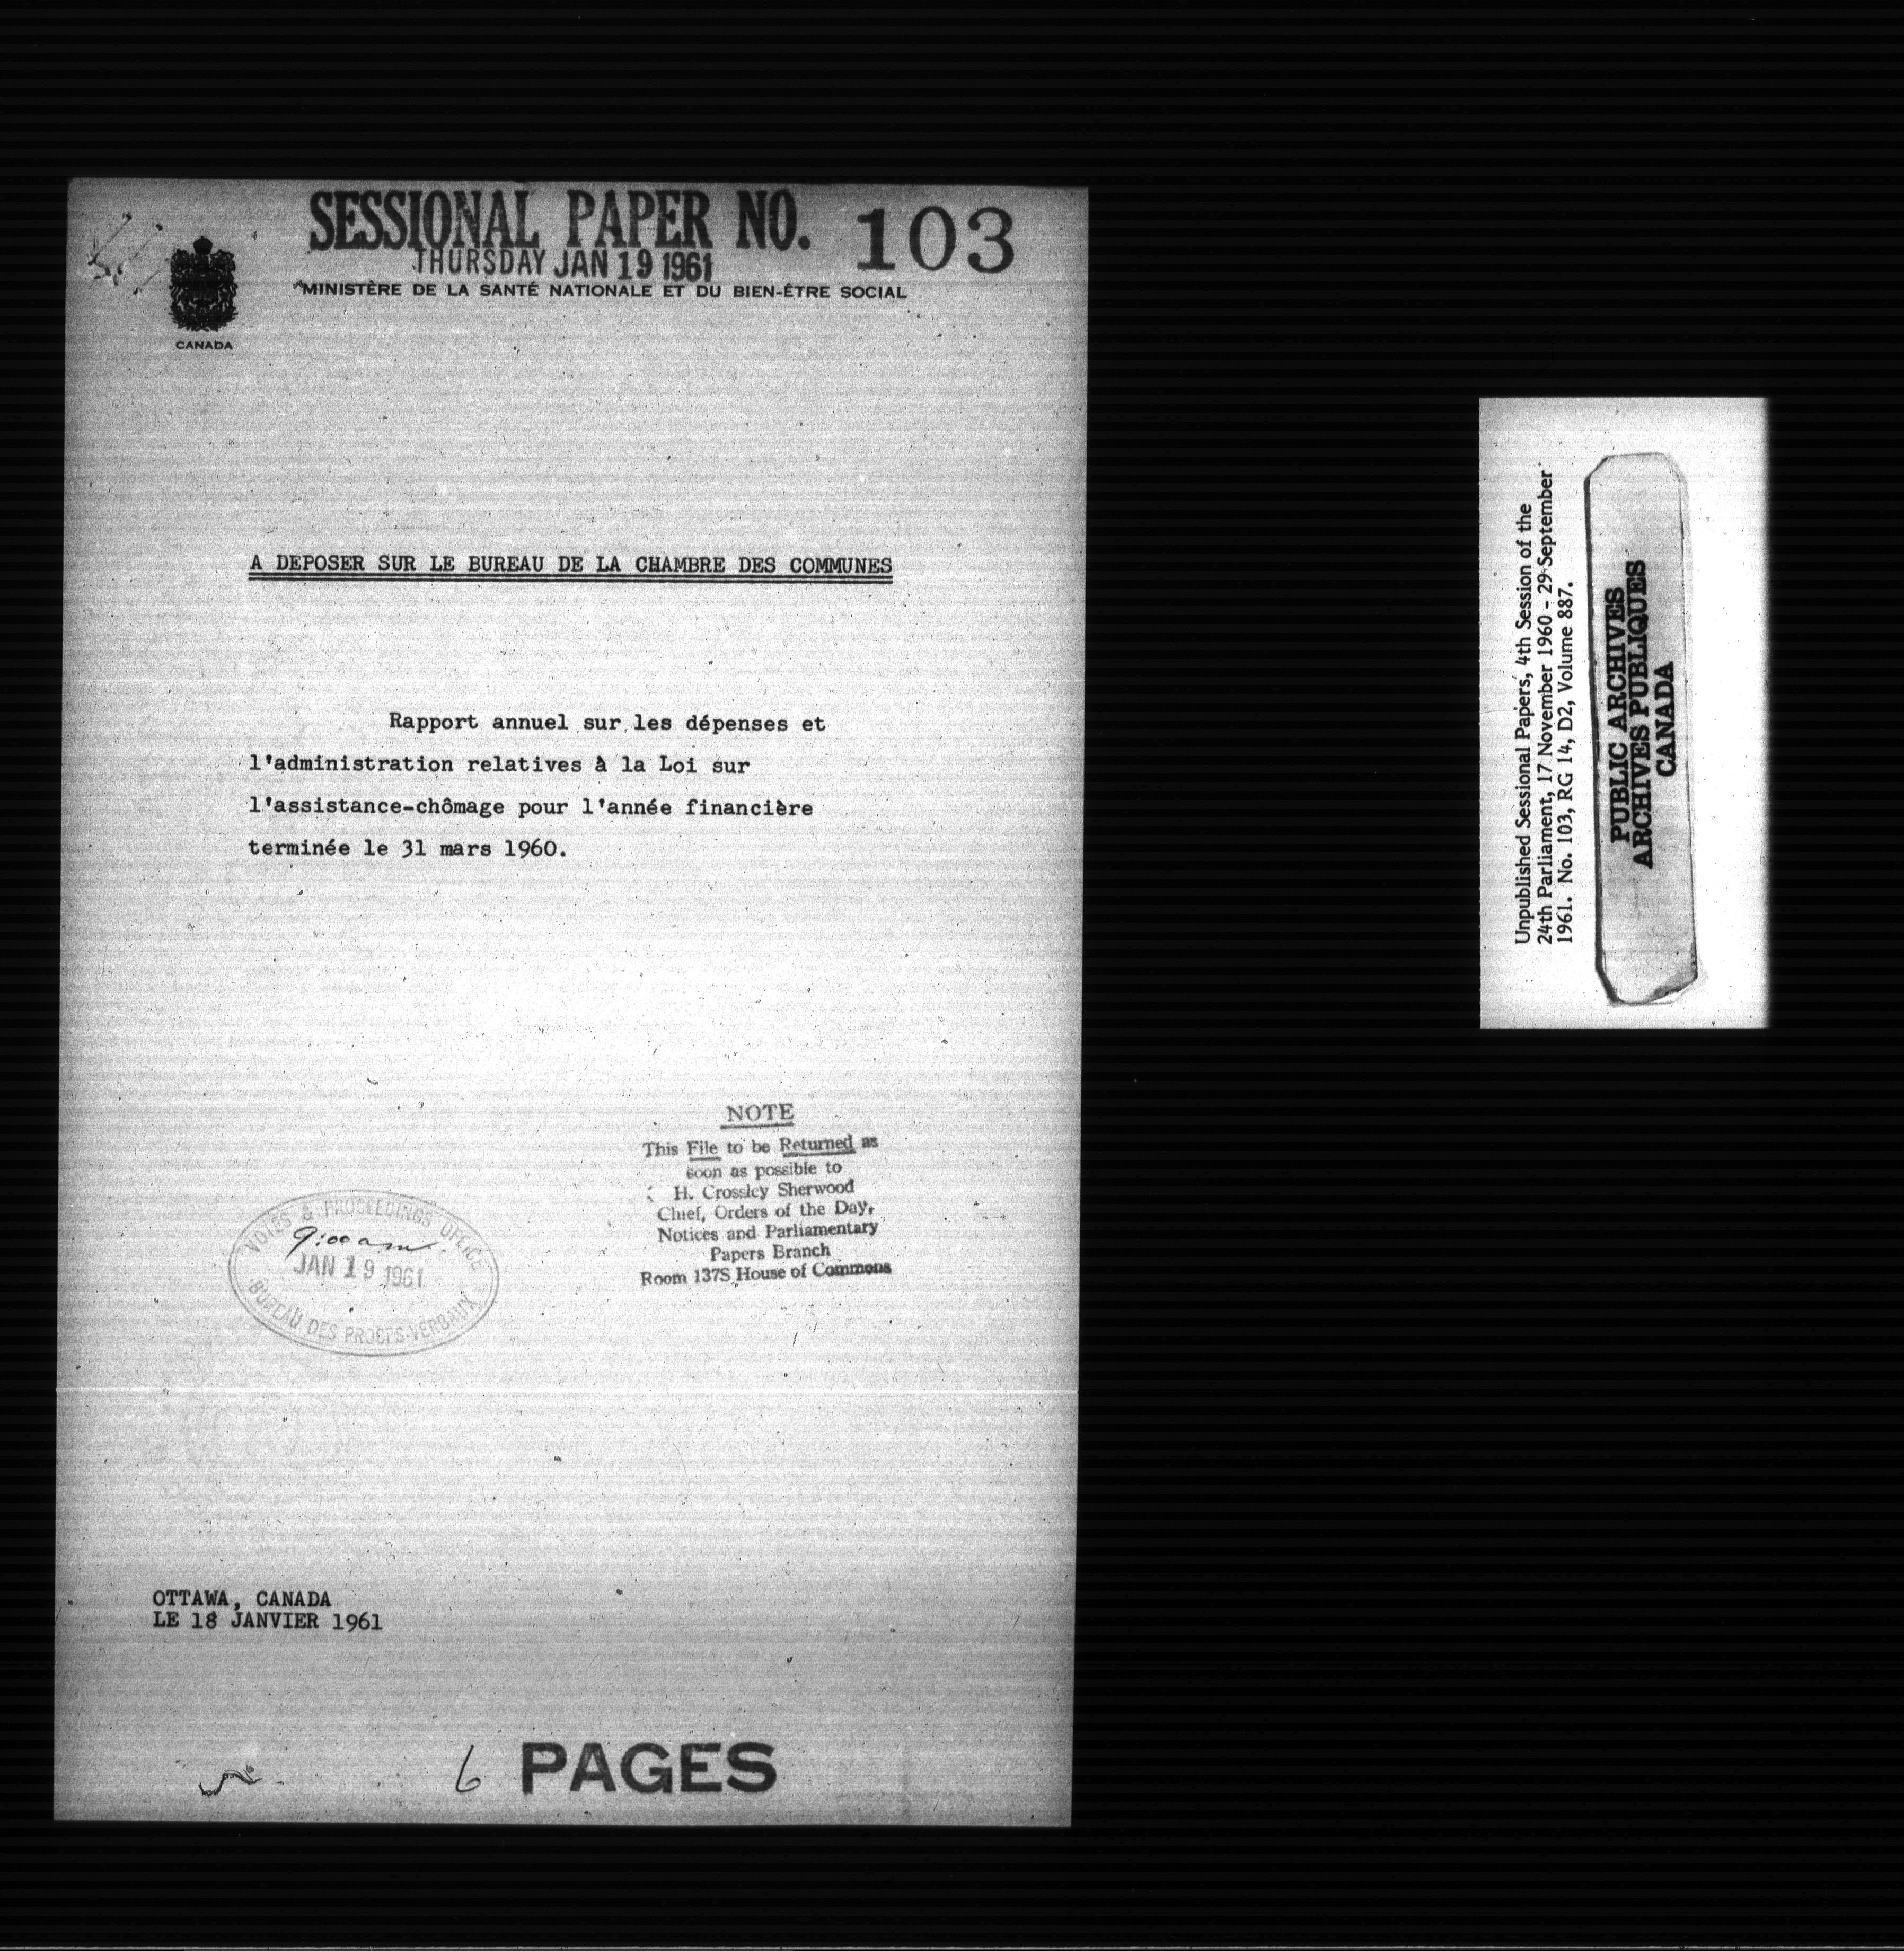 SESSIONAL PAPER NO. 103
THURSDAY JAN 19 1961
MINISTÈRE DE LA SANTÉ NATIONALE ET DU BIEN-ÊTRE SOCIAL
CANADA
A DEPOSER SUR LE BUREAU DE LA CHAMBRE DES COMMUNES
Rapport annuel sur les dépenses et
l'administration relatives à la Loi sur
l'assistance-chômage pour l'année financière
terminée le 31 mars 1960.
NOTE
This File to be Returned as
soon as possible to
H. Crossley Sherwood
Chief, Orders of the Day,
Notices and Parliamentary
Papers Branch
Room 137S House of Commons
VOTES & PROCEEDINGS OFFICE
9:00 am
JAN 19 1961
BUREAU DES PROCES-VERBAUX
OTTAWA, CANADA
LE 18 JANVIER 1961
6 PAGES
Unpublished Sessional Papers, 4th Session of the
24th Parliament, 17 November 1960 - 29 September
1961. No. 103, RG 14, D2, Volume 887.
PUBLIC ARCHIVES
ARCHIVES PUBLIQUES
CANADA